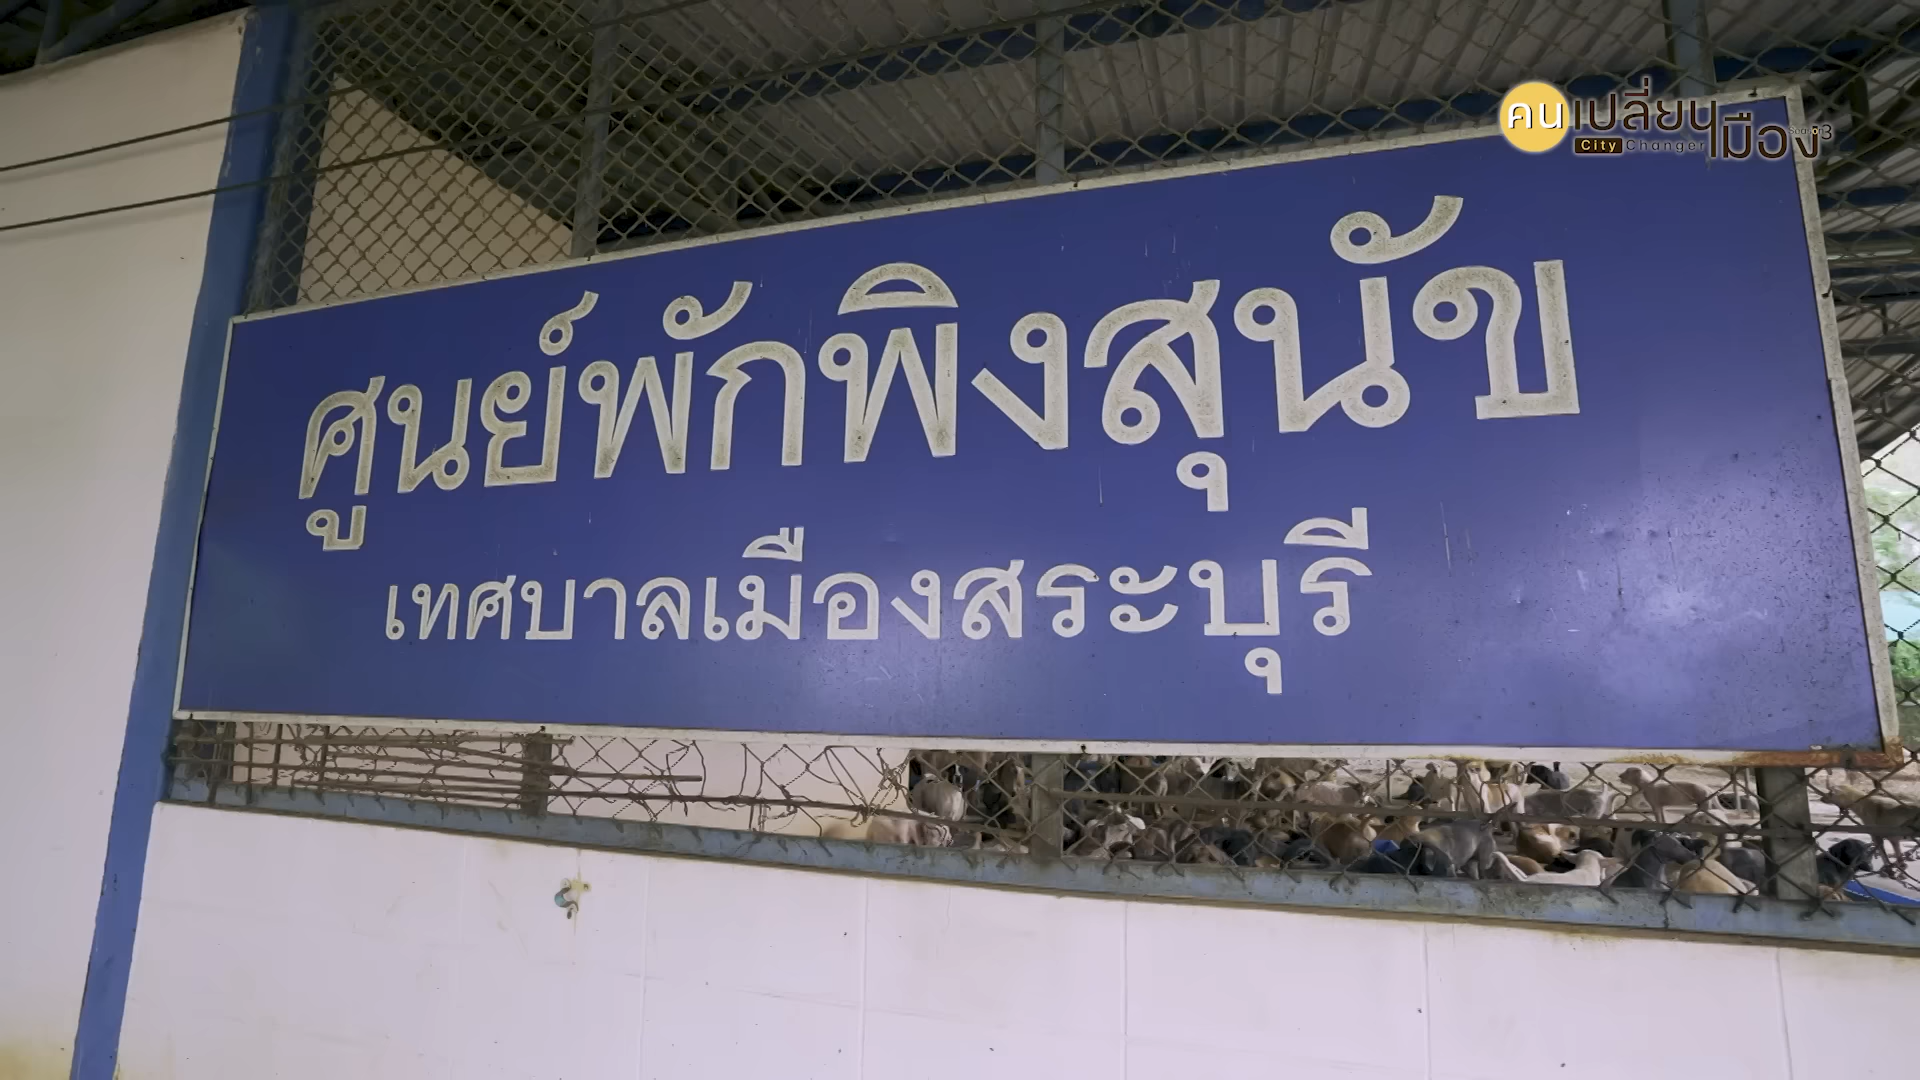 คนเปลี่ยนเมือง
City Changer Season 3
ศูนย์พักพิงสุนัข
เทศบาลเมืองสระบุรี